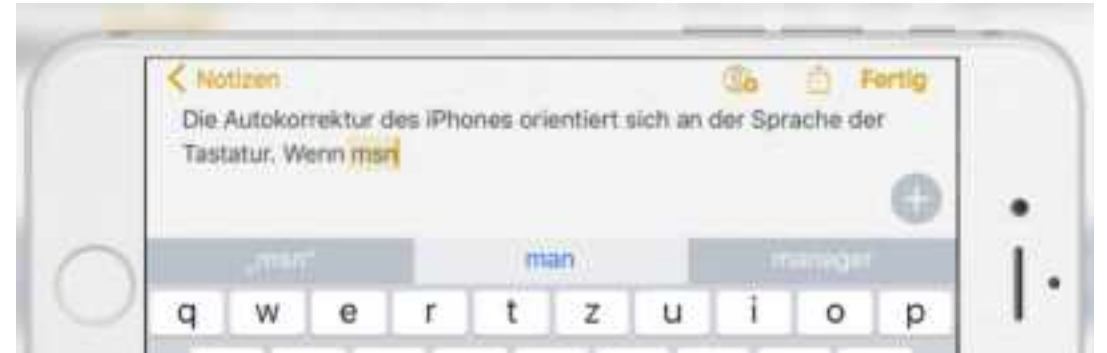 Notizen Fertig
Die Autokorrektur des iPhones orientiert sich an der Sprache der
Tastatur. Wenn msn
„msn“ man manager
q w e r t z u i o p